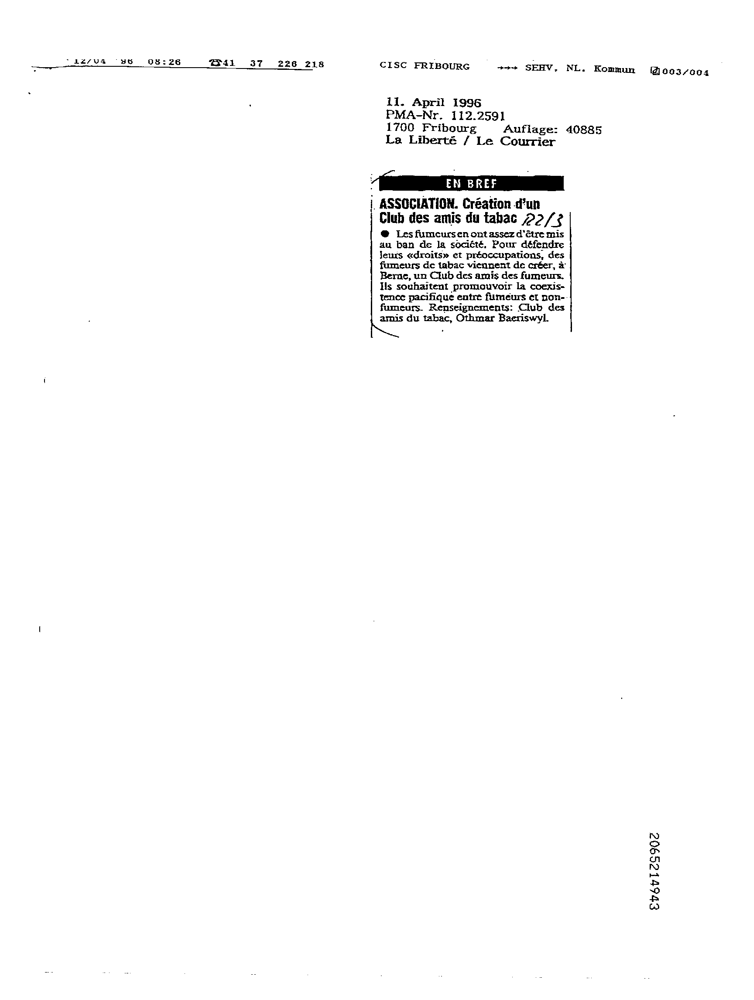 12/04 '96 08:26 ☎41 37 226 218 CISC FRIBOURG →→→ SEHV. NL. Kommun 003/004
11. April 1996
PMA-Nr. 112.2591
1700 Fribourg Auflage: 40885
La Liberté / Le Courrier
EN BREF
ASSOCIATION. Création d'un
Club des amis du tabac 22/3
● Les fumeurs en ont assez d'être mis
au ban de la société. Pour défendre
leurs «droits» et préoccupations, des
fumeurs de tabac viennent de créer, à
Berne, un Club des amis des fumeurs.
Ils souhaitent promouvoir la coexis-
tence pacifique entre fumeurs et non-
fumeurs. Renseignements: Club des
amis du tabac, Othmar Baeriswyl.
2065214943